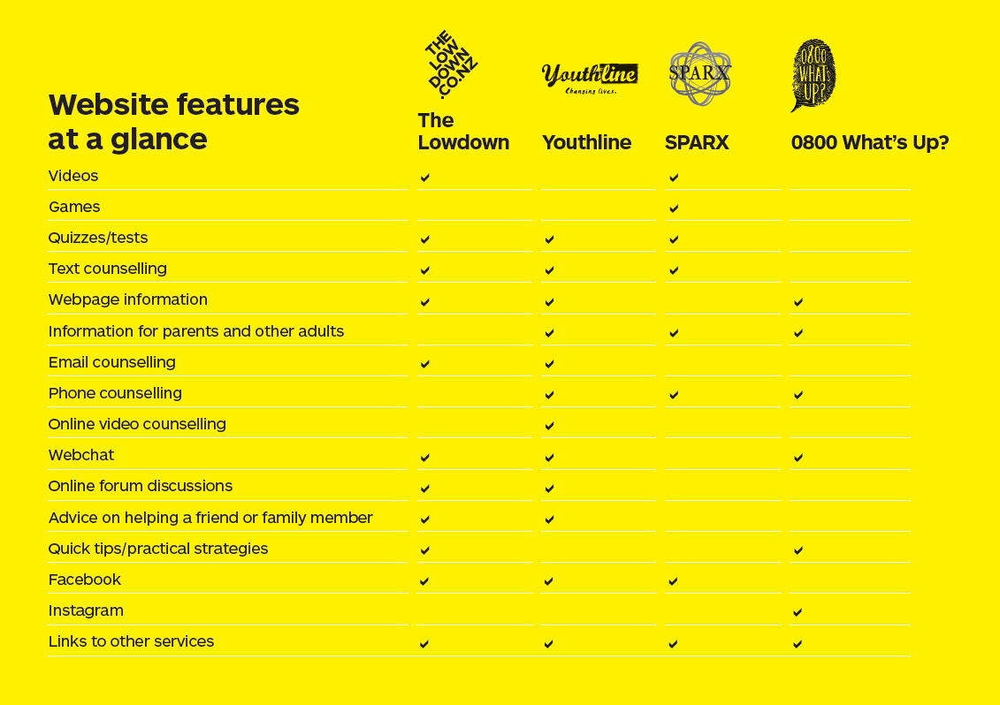 THE
LOW
DOWN
.CO.NZ
Youthline
Changing lives.
SPARX
0800
WHAT'S
UP?
Website features
at a glance
The
Lowdown
Youthline
SPARX
0800 What’s Up?
Videos ✓ ✓
Games ✓
Quizzes/tests ✓ ✓ ✓
Text counselling ✓ ✓ ✓
Webpage information ✓ ✓ ✓
Information for parents and other adults ✓ ✓ ✓
Email counselling ✓ ✓
Phone counselling ✓ ✓ ✓
Online video counselling ✓
Webchat ✓ ✓ ✓
Online forum discussions ✓ ✓
Advice on helping a friend or family member ✓ ✓
Quick tips/practical strategies ✓ ✓
Facebook ✓ ✓ ✓
Instagram ✓
Links to other services ✓ ✓ ✓ ✓